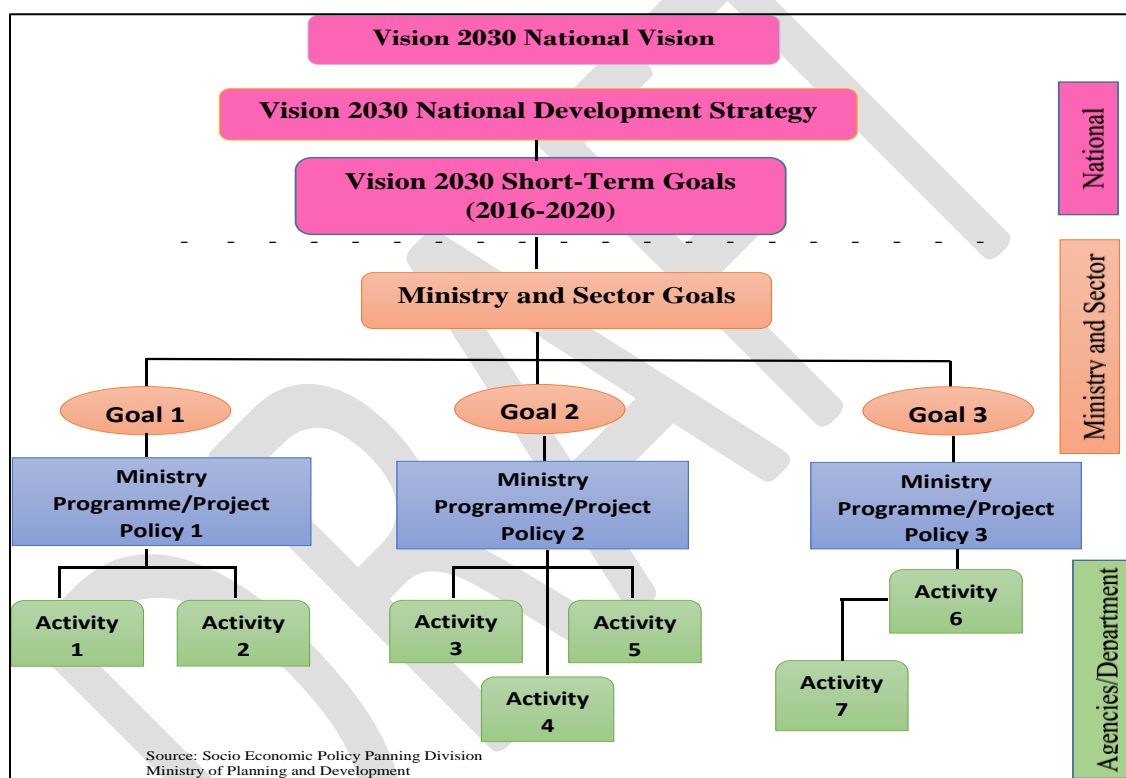 Vision 2030 National Vision
Vision 2030 National Development Strategy
Vision 2030 Short-Term Goals
(2016-2020)
National
Ministry and Sector Goals
Ministry and Sector
Goal 1
Goal 2
Goal 3
Ministry
Programme/Project
Policy 1
Ministry
Programme/Project
Policy 2
Ministry
Programme/Project
Policy 3
Agencies/Department
Activity
1
Activity
2
Activity
3
Activity
5
Activity
6
Activity
4
Activity
7
Source: Socio Economic Policy Panning Division
Ministry of Planning and Development
DRAFT